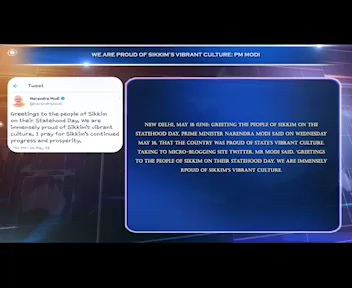 WE ARE PROUD OF SIKKIM'S VIBRANT CULTURE: PM MODI
Tweet
Narendra Modi
@narendramodi
Greetings to the people of Sikkim
on their Statehood Day. We are
immensely proud of Sikkim's vibrant
culture. I pray for Sikkim's continued
progress and prosperity.
NEW DELHI, MAY 16 (UNI): GREETING THE PEOPLE OF SIKKIM ON THE
STATEHOOD DAY, PRIME MINISTER NARENDRA MODI SAID ON WEDNESDAY
MAY 16, THAT THE COUNTRY WAS PROUD OF STATE'S VIBRANT CULTURE.
TAKING TO MICRO-BLOGGING SITE TWITTER, MR MODI SAID, 'GREETINGS
TO THE PEOPLE OF SIKKIM ON THEIR STATEHOOD DAY. WE ARE IMMENSELY
RPOUD OF SIKKIM'S VIBRANT CULTURE.